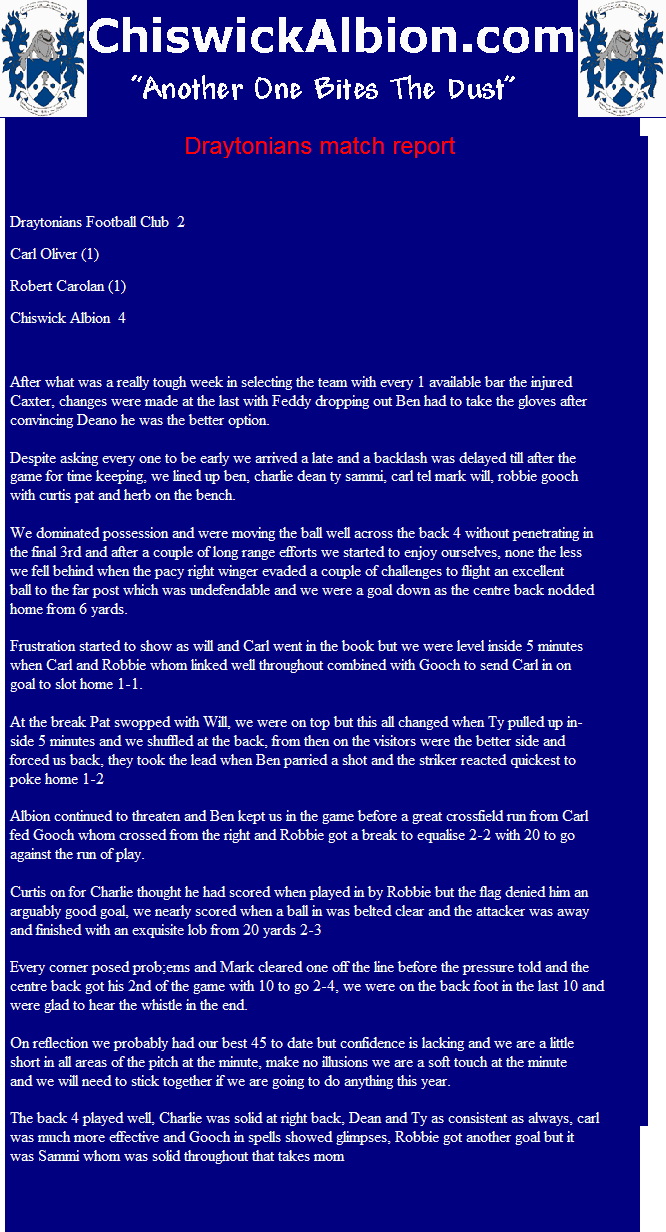 ChiswickAlbion.com
"Another One Bites The Dust"
Draytonians match report
Draytonians Football Club  2
Carl Oliver (1)
Robert Carolan (1)
Chiswick Albion  4
After what was a really tough week in selecting the team with every 1 available bar the injured
Caxter, changes were made at the last with Feddy dropping out Ben had to take the gloves after
convincing Deano he was the better option.
Despite asking every one to be early we arrived a late and a backlash was delayed till after the
game for time keeping, we lined up ben, charlie dean ty sammi, carl tel mark will, robbie gooch
with curtis pat and herb on the bench.
We dominated possession and were moving the ball well across the back 4 without penetrating in
the final 3rd and after a couple of long range efforts we started to enjoy ourselves, none the less
we fell behind when the pacy right winger evaded a couple of challenges to flight an excellent
ball to the far post which was undefendable and we were a goal down as the centre back nodded
home from 6 yards.
Frustration started to show as will and Carl went in the book but we were level inside 5 minutes
when Carl and Robbie whom linked well throughout combined with Gooch to send Carl in on
goal to slot home 1-1.
At the break Pat swopped with Will, we were on top but this all changed when Ty pulled up in-
side 5 minutes and we shuffled at the back, from then on the visitors were the better side and
forced us back, they took the lead when Ben parried a shot and the striker reacted quickest to
poke home 1-2
Albion continued to threaten and Ben kept us in the game before a great crossfield run from Carl
fed Gooch whom crossed from the right and Robbie got a break to equalise 2-2 with 20 to go
against the run of play.
Curtis on for Charlie thought he had scored when played in by Robbie but the flag denied him an
arguably good goal, we nearly scored when a ball in was belted clear and the attacker was away
and finished with an exquisite lob from 20 yards 2-3
Every corner posed prob;ems and Mark cleared one off the line before the pressure told and the
centre back got his 2nd of the game with 10 to go 2-4, we were on the back foot in the last 10 and
were glad to hear the whistle in the end.
On reflection we probably had our best 45 to date but confidence is lacking and we are a little
short in all areas of the pitch at the minute, make no illusions we are a soft touch at the minute
and we will need to stick together if we are going to do anything this year.
The back 4 played well, Charlie was solid at right back, Dean and Ty as consistent as always, carl
was much more effective and Gooch in spells showed glimpses, Robbie got another goal but it
was Sammi whom was solid throughout that takes mom